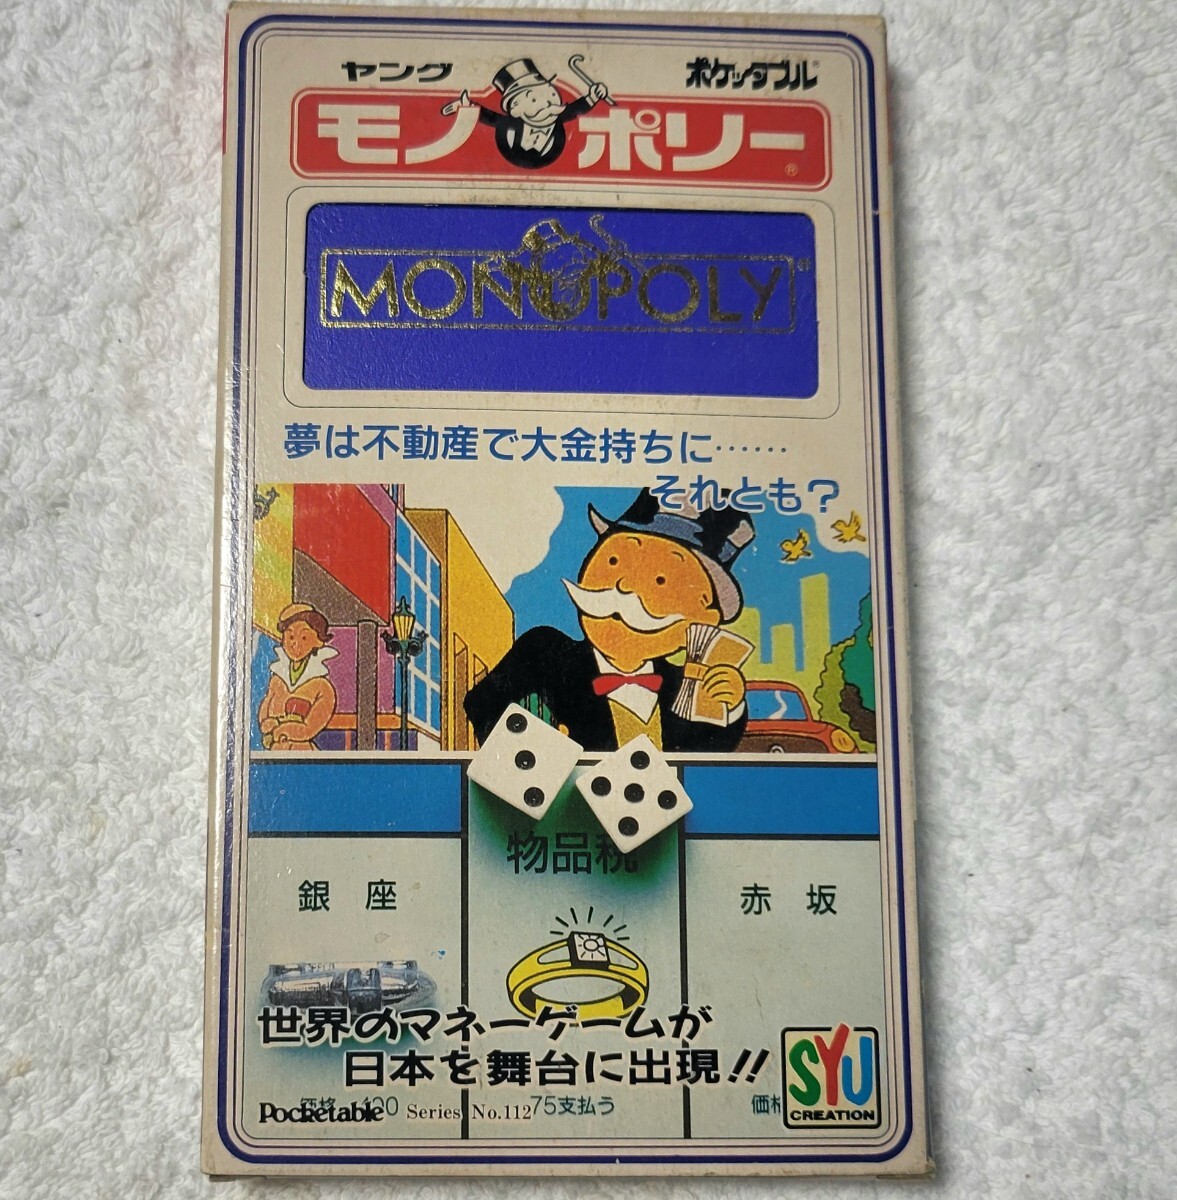 ヤング
ポケッタブル®
モノポリー®
MONOPOLY®
夢は不動産で大金持ちに……
それとも?
物品税
銀座
赤坂
世界のマネーゲームが
日本を舞台に出現!!
75支払う
Pocketable Series No.112
SYU
CREATION